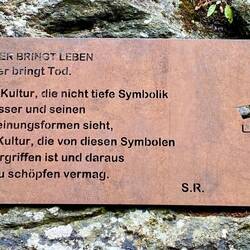 ER BRINGT LEBEN
er bringt Tod.
Kultur, die nicht tiefe Symbolik
sser und seinen
einungsformen sieht,
Kultur, die von diesen Symbolen
ergriffen ist und daraus
u schöpfen vermag.
S.R.